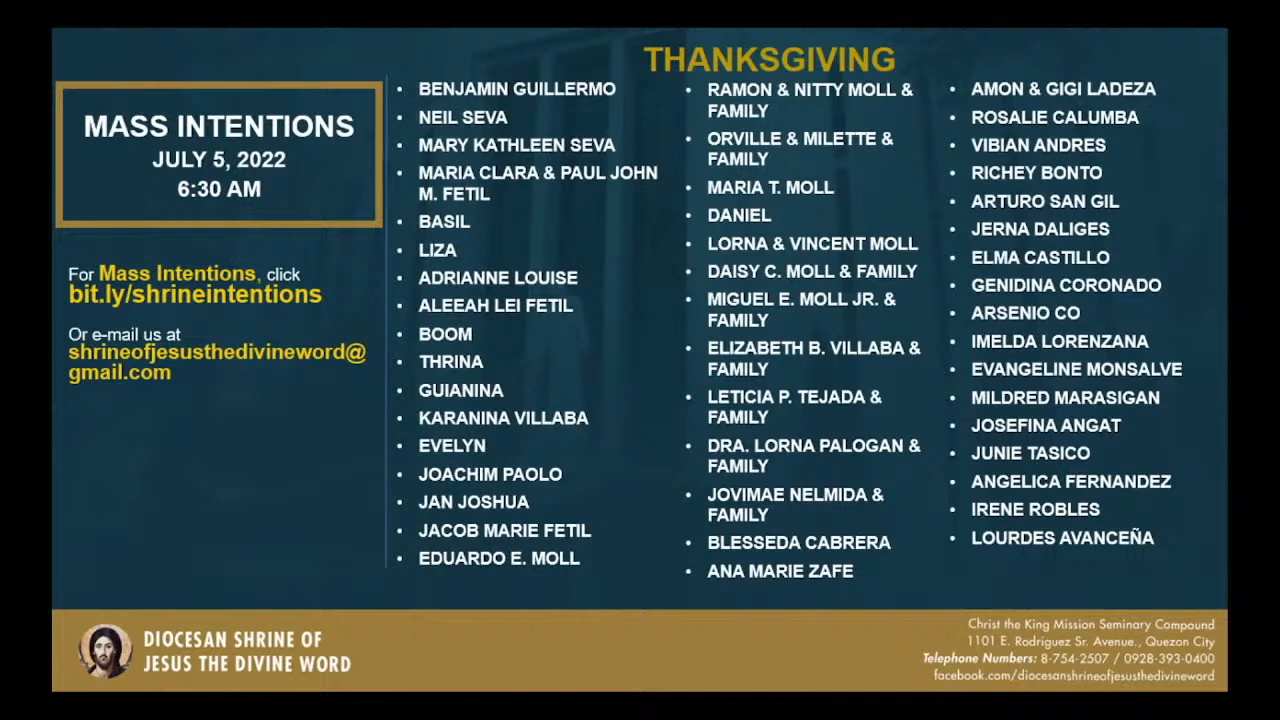 THANKSGIVING
MASS INTENTIONS
JULY 5, 2022
6:30 AM
For Mass Intentions, click
bit.ly/shrineintentions
Or e-mail us at
shrineofjesusthedivineword@
gmail.com
• BENJAMIN GUILLERMO
• NEIL SEVA
• MARY KATHLEEN SEVA
• MARIA CLARA & PAUL JOHN
M. FETIL
• BASIL
• LIZA
• ADRIANNE LOUISE
• ALEEAH LEI FETIL
• BOOM
• THRINA
• GUIANINA
• KARANINA VILLABA
• EVELYN
• JOACHIM PAOLO
• JAN JOSHUA
• JACOB MARIE FETIL
• EDUARDO E. MOLL
• RAMON & NITTY MOLL &
FAMILY
• ORVILLE & MILETTE &
FAMILY
• MARIA T. MOLL
• DANIEL
• LORNA & VINCENT MOLL
• DAISY C. MOLL & FAMILY
• MIGUEL E. MOLL JR. &
FAMILY
• ELIZABETH B. VILLABA &
FAMILY
• LETICIA P. TEJADA &
FAMILY
• DRA. LORNA PALOGAN &
FAMILY
• JOVIMAE NELMIDA &
FAMILY
• BLESSEDA CABRERA
• ANA MARIE ZAFE
• AMON & GIGI LADEZA
• ROSALIE CALUMBA
• VIBIAN ANDRES
• RICHEY BONTO
• ARTURO SAN GIL
• JERNA DALIGES
• ELMA CASTILLO
• GENIDINA CORONADO
• ARSENIO CO
• IMELDA LORENZANA
• EVANGELINE MONSALVE
• MILDRED MARASIGAN
• JOSEFINA ANGAT
• JUNIE TASICO
• ANGELICA FERNANDEZ
• IRENE ROBLES
• LOURDES AVANCEÑA
DIOCESAN SHRINE OF
JESUS THE DIVINE WORD
Christ the King Mission Seminary Compound
1101 E. Rodriguez Sr. Avenue., Quezon City
Telephone Numbers: 8-754-2507 / 0928-393-0400
facebook.com/diocesanshrineofjesusthedivineword